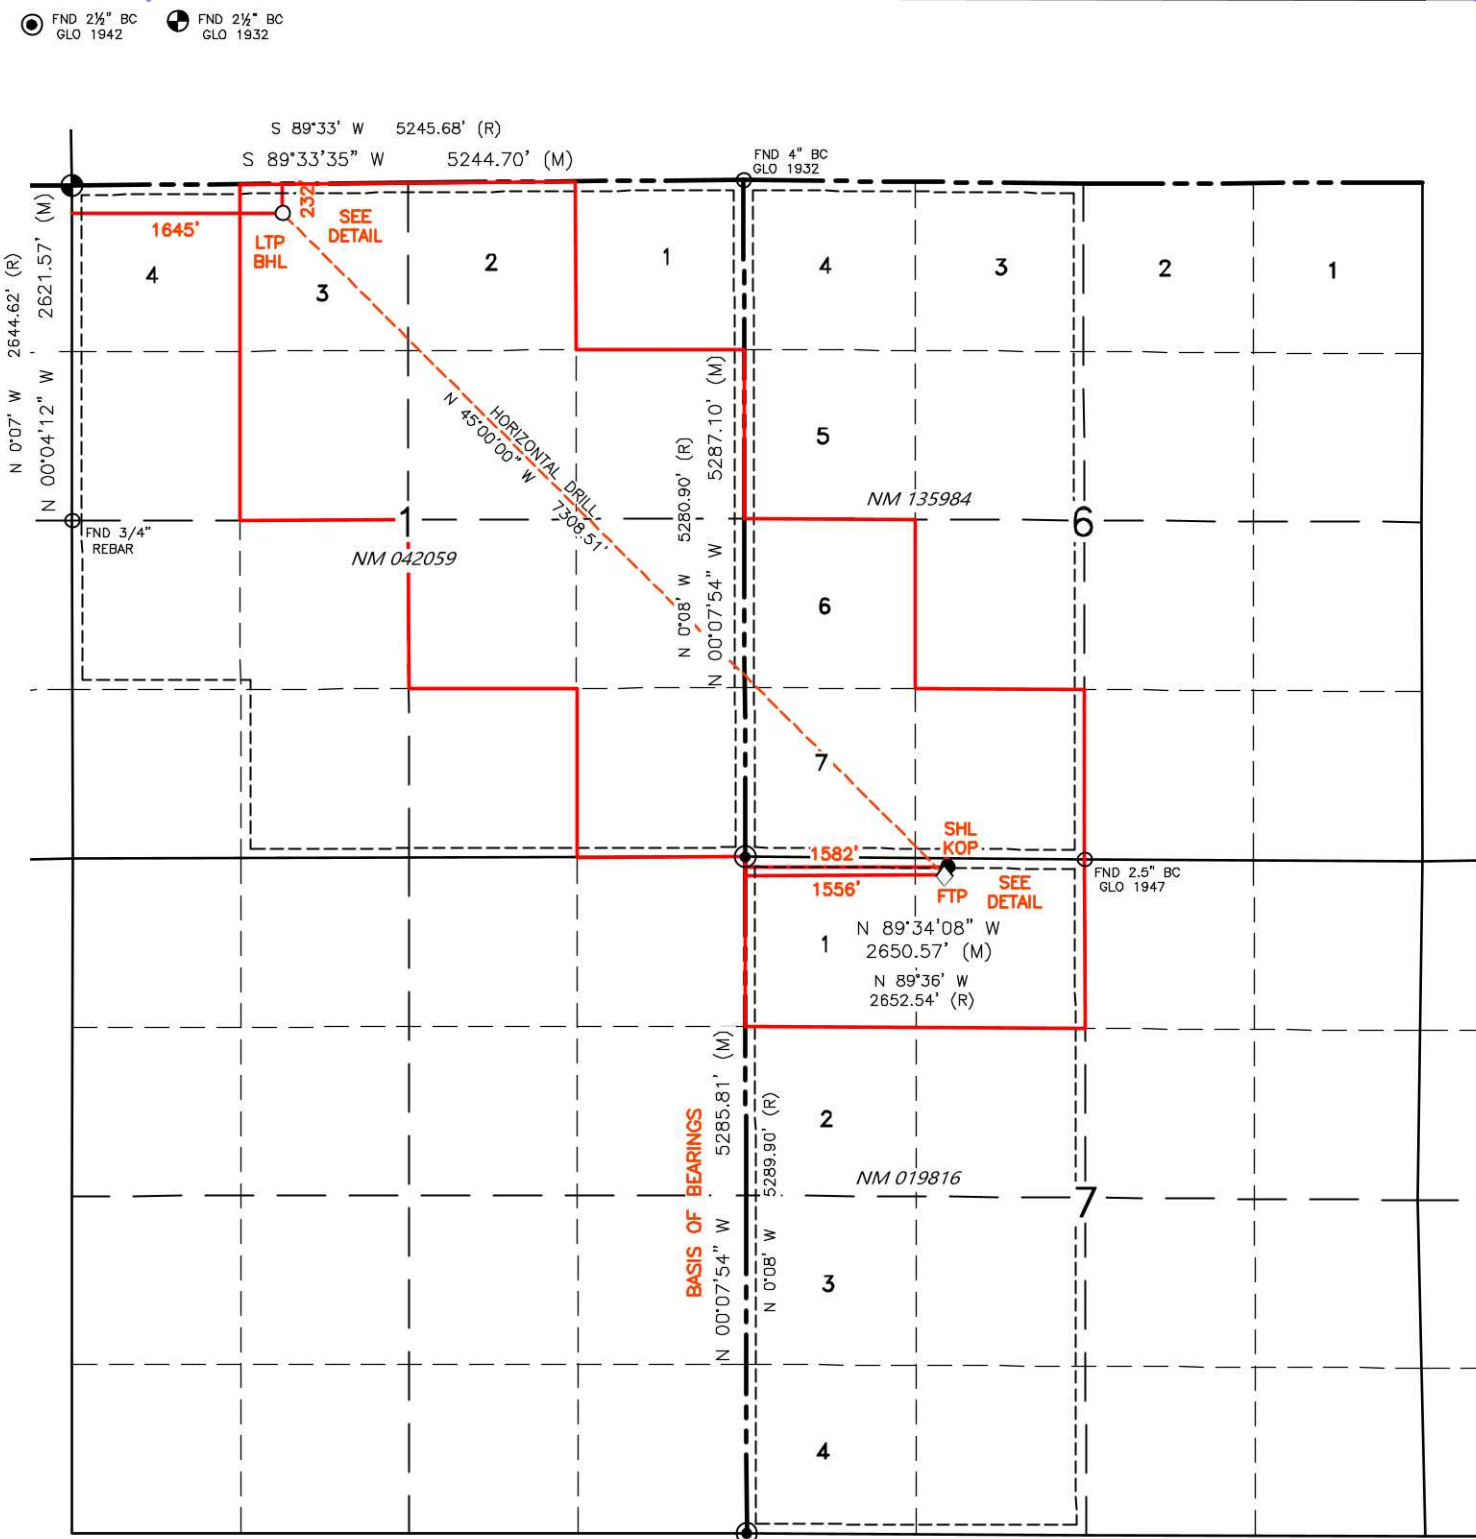 FND 2½" BC
GLO 1942
FND 2½" BC
GLO 1932
S 89°33' W 5245.68' (R)
S 89°33'35" W 5244.70' (M)
FND 4" BC
GLO 1932
N 0°07' W 2644.62' (R)
N 00°04'12" W 2621.57' (M)
1645'
232'
SEE
DETAIL
LTP
BHL
4
3
2
1
4
3
2
1
HORIZONTAL DRILL
N 45°00'00" W 7308.51'
N 0°08' W 5280.90' (R)
N 00°07'54" W 5287.10' (M)
5
NM 135984
1
6
FND 3/4"
REBAR
NM 042059
6
7
SHL
KOP
1582'
1556'
FTP
SEE
DETAIL
FND 2.5" BC
GLO 1947
1
N 89°34'08" W
2650.57' (M)
N 89°36' W
2652.54' (R)
BASIS OF BEARINGS
N 00°07'54" W 5285.81' (M)
N 0°08' W 5289.90' (R)
2
NM 019816
7
3
4